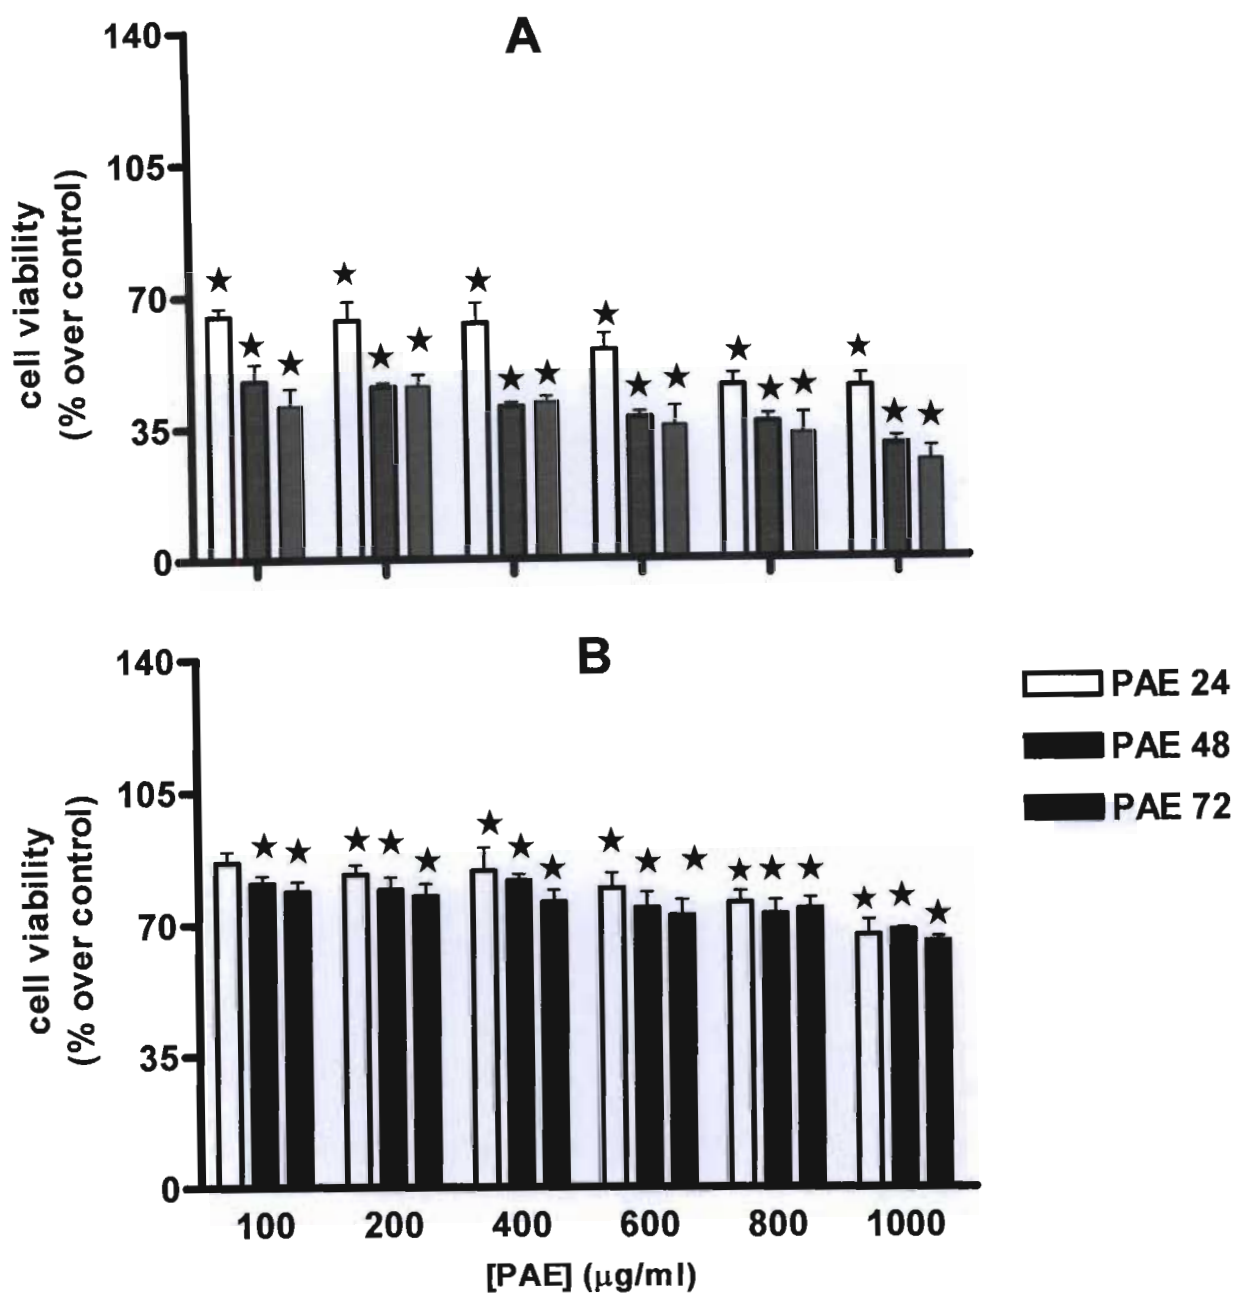 A
140
105
70
35
0
cell viability
(% over control)
B
140
105
70
35
0
cell viability
(% over control)
100 200 400 600 800 1000
[PAE] (μg/ml)
PAE 24
PAE 48
PAE 72